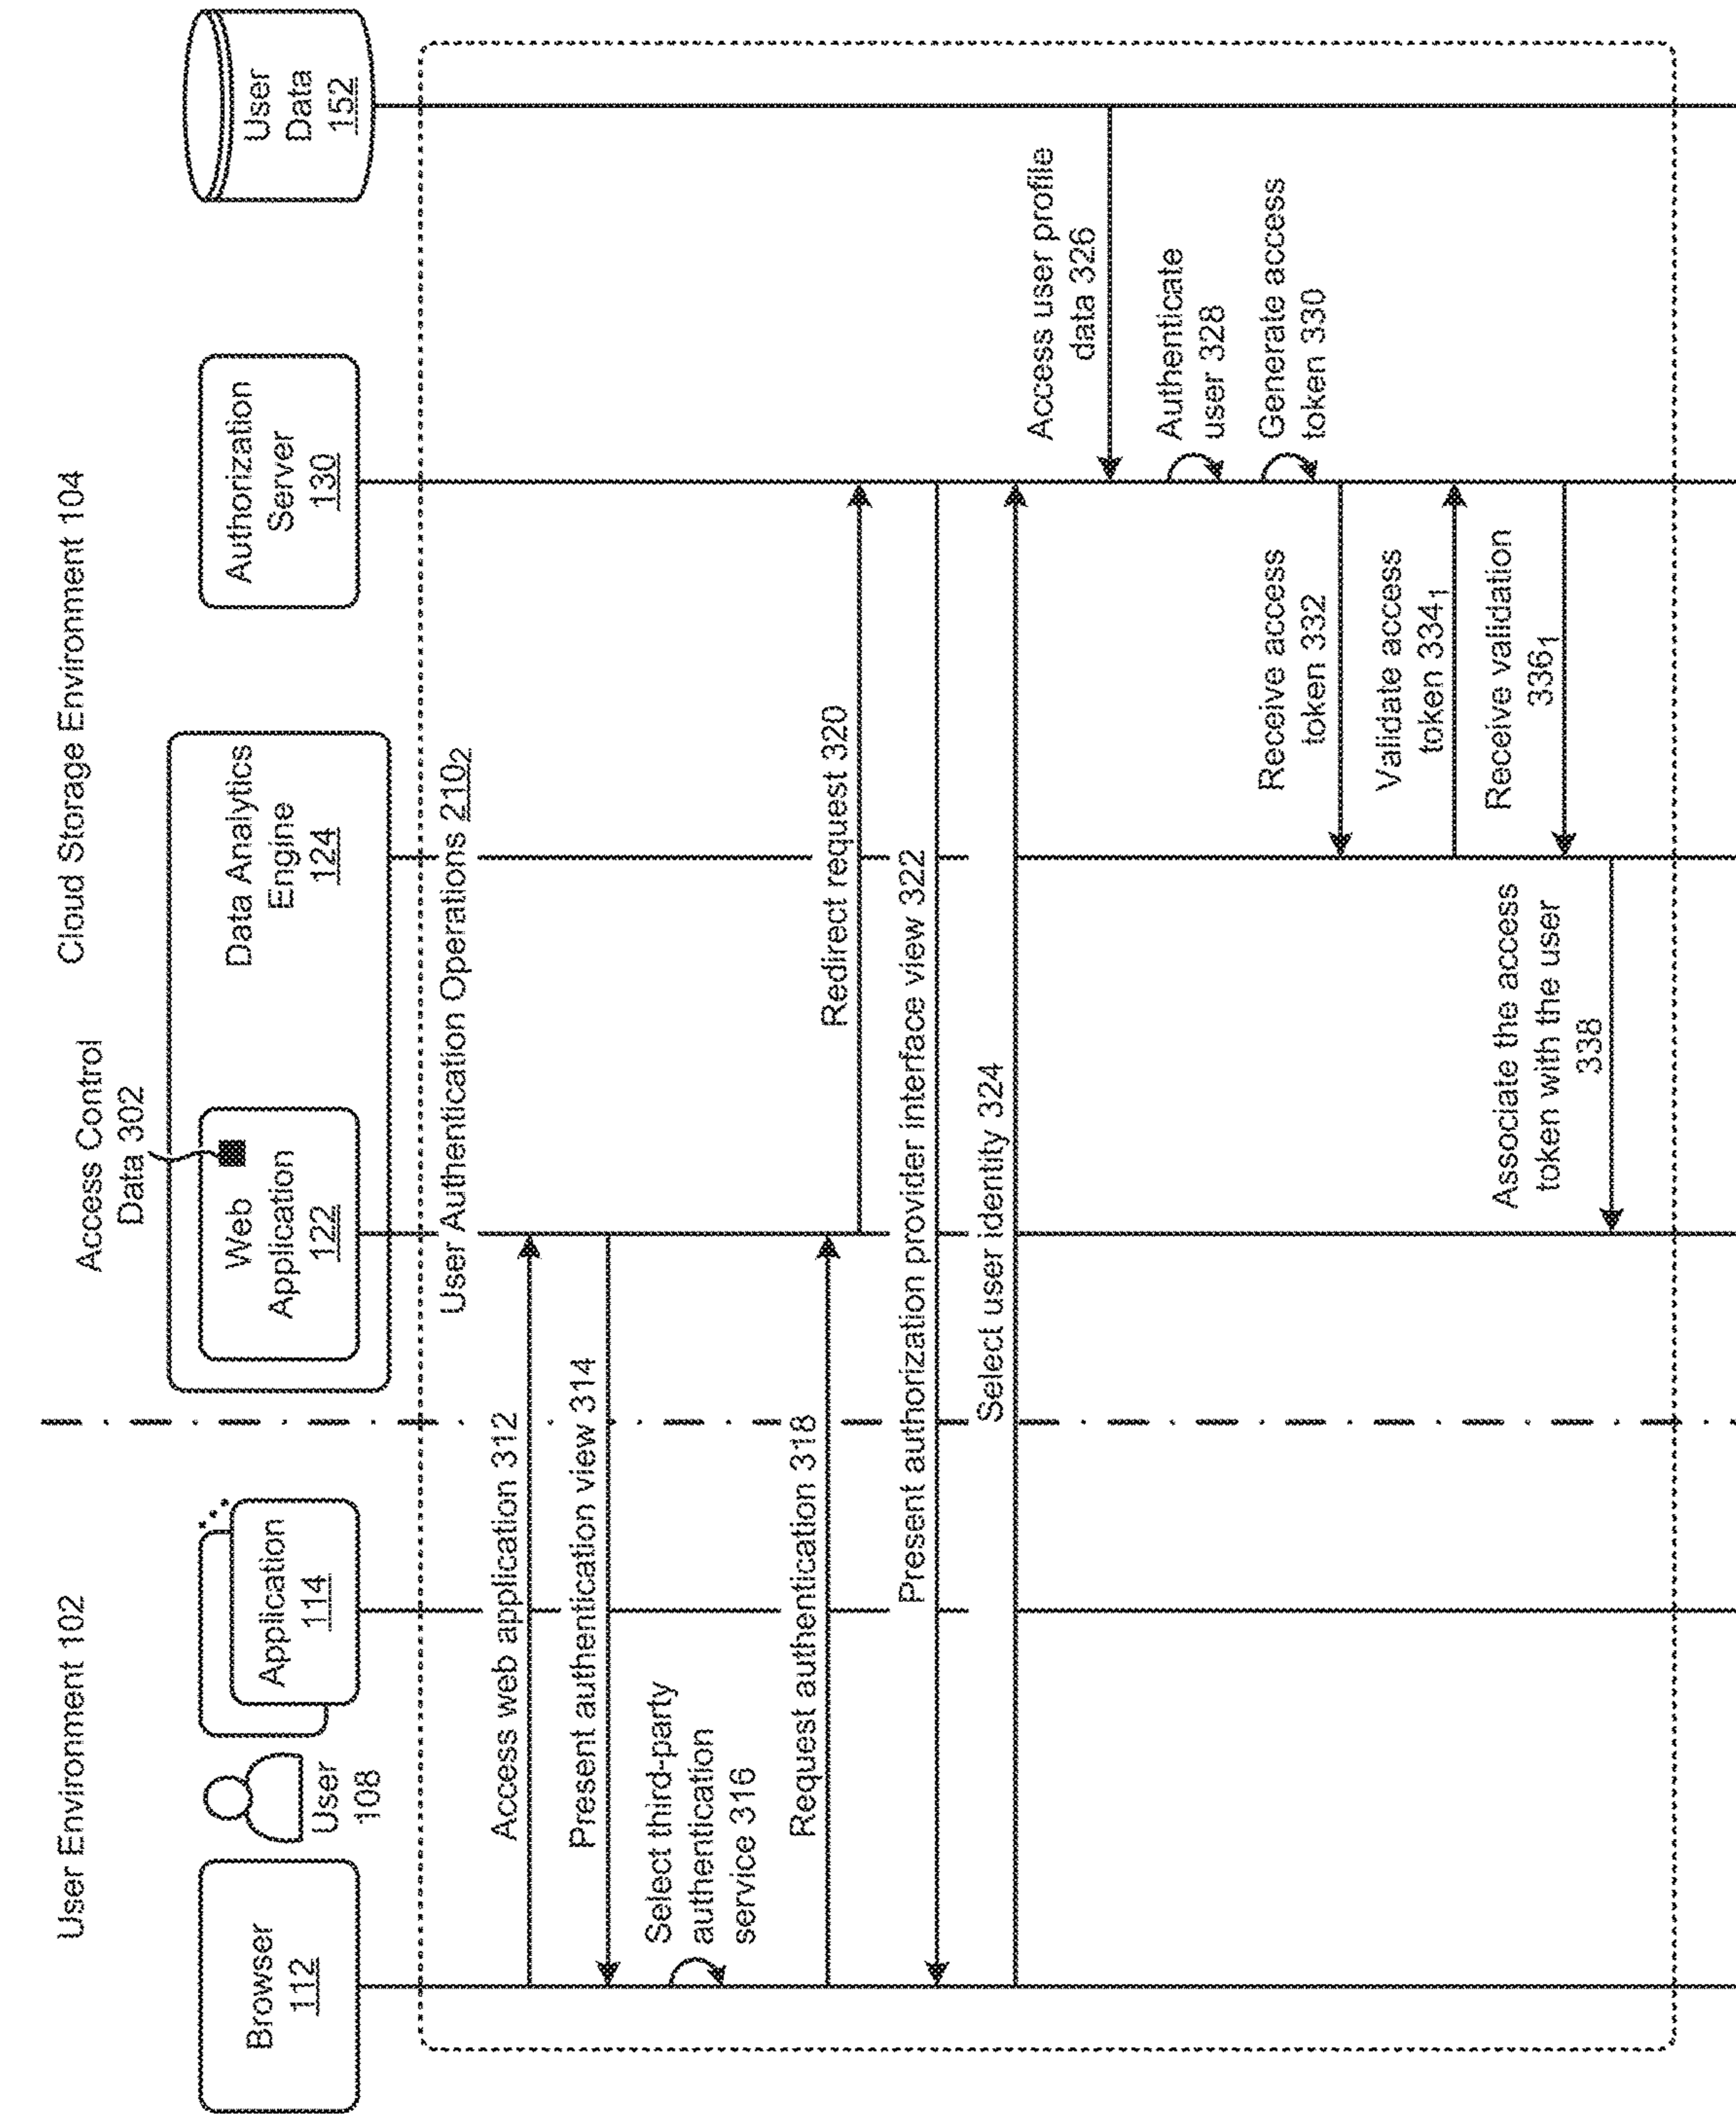 User Environment 102
Cloud Storage Environment 104
Access Control
Data 302
Browser
112
User
108
Application
114
Web
Application
122
Data Analytics
Engine
124
Authorization
Server
130
User
Data
152
User Authentication Operations 210₂
Access web application 312
Present authentication view 314
Select third-party
authentication
service 316
Request authentication 318
Redirect request 320
Present authorization provider interface view 322
Select user identity 324
Access user profile
data 326
Authenticate
user 328
Generate access
token 330
Receive access
token 332
Validate access
token 334₁
Receive validation
336₁
Associate the access
token with the user
338